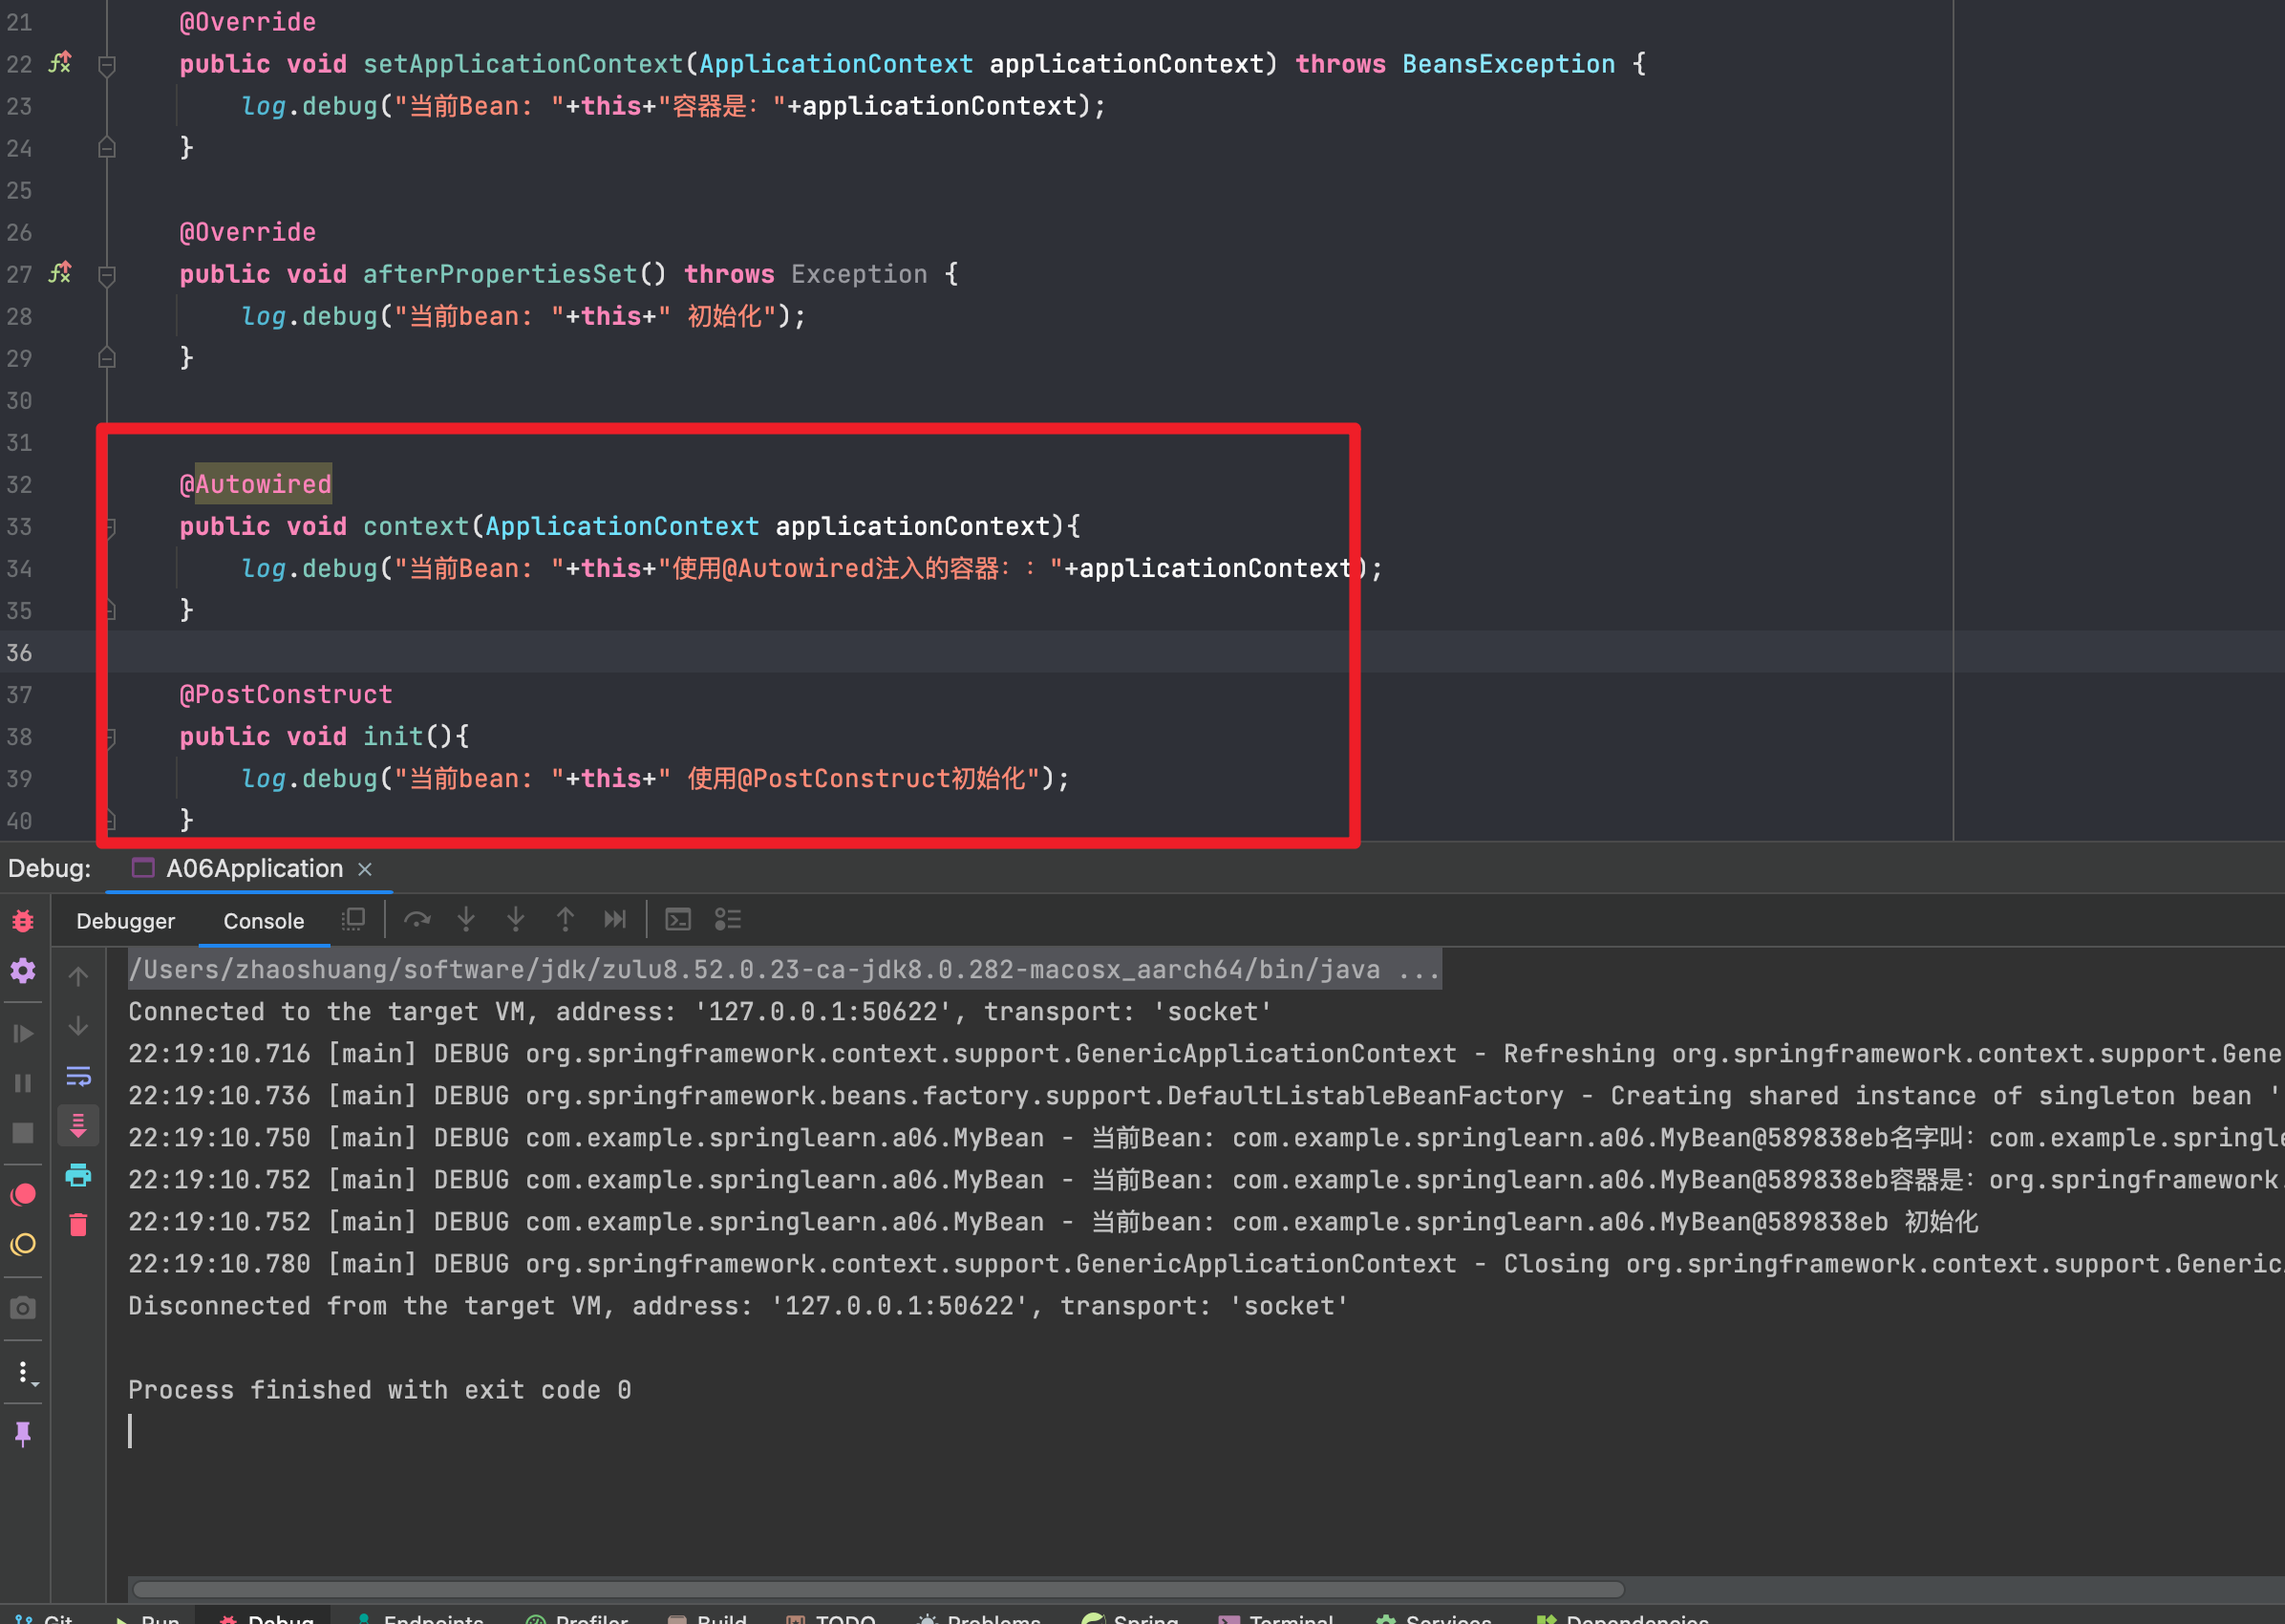 21 @Override
22 public void setApplicationContext(ApplicationContext applicationContext) throws BeansException {
23 log.debug("当前Bean: "+this+"容器是: "+applicationContext);
24 }
25
26 @Override
27 public void afterPropertiesSet() throws Exception {
28 log.debug("当前bean: "+this+" 初始化");
29 }
30
31
32 @Autowired
33 public void context(ApplicationContext applicationContext){
34 log.debug("当前Bean: "+this+"使用@Autowired注入的容器：: "+applicationContext);
35 }
36
37 @PostConstruct
38 public void init(){
39 log.debug("当前bean: "+this+" 使用@PostConstruct初始化");
40 }
Debug: A06Application
Debugger Console
/Users/zhaoshuang/software/jdk/zulu8.52.0.23-ca-jdk8.0.282-macosx_aarch64/bin/java ...
Connected to the target VM, address: '127.0.0.1:50622', transport: 'socket'
22:19:10.716 [main] DEBUG org.springframework.context.support.GenericApplicationContext - Refreshing org.springframework.context.support.Gene
22:19:10.736 [main] DEBUG org.springframework.beans.factory.support.DefaultListableBeanFactory - Creating shared instance of singleton bean '
22:19:10.750 [main] DEBUG com.example.springlearn.a06.MyBean - 当前Bean: com.example.springlearn.a06.MyBean@589838eb名字叫: com.example.springle
22:19:10.752 [main] DEBUG com.example.springlearn.a06.MyBean - 当前Bean: com.example.springlearn.a06.MyBean@589838eb容器是: org.springframework.
22:19:10.752 [main] DEBUG com.example.springlearn.a06.MyBean - 当前bean: com.example.springlearn.a06.MyBean@589838eb 初始化
22:19:10.780 [main] DEBUG org.springframework.context.support.GenericApplicationContext - Closing org.springframework.context.support.Generic
Disconnected from the target VM, address: '127.0.0.1:50622', transport: 'socket'
Process finished with exit code 0
Git Run Debug Endpoints Profiler Build TODO Problems Spring Terminal Services Dependencies